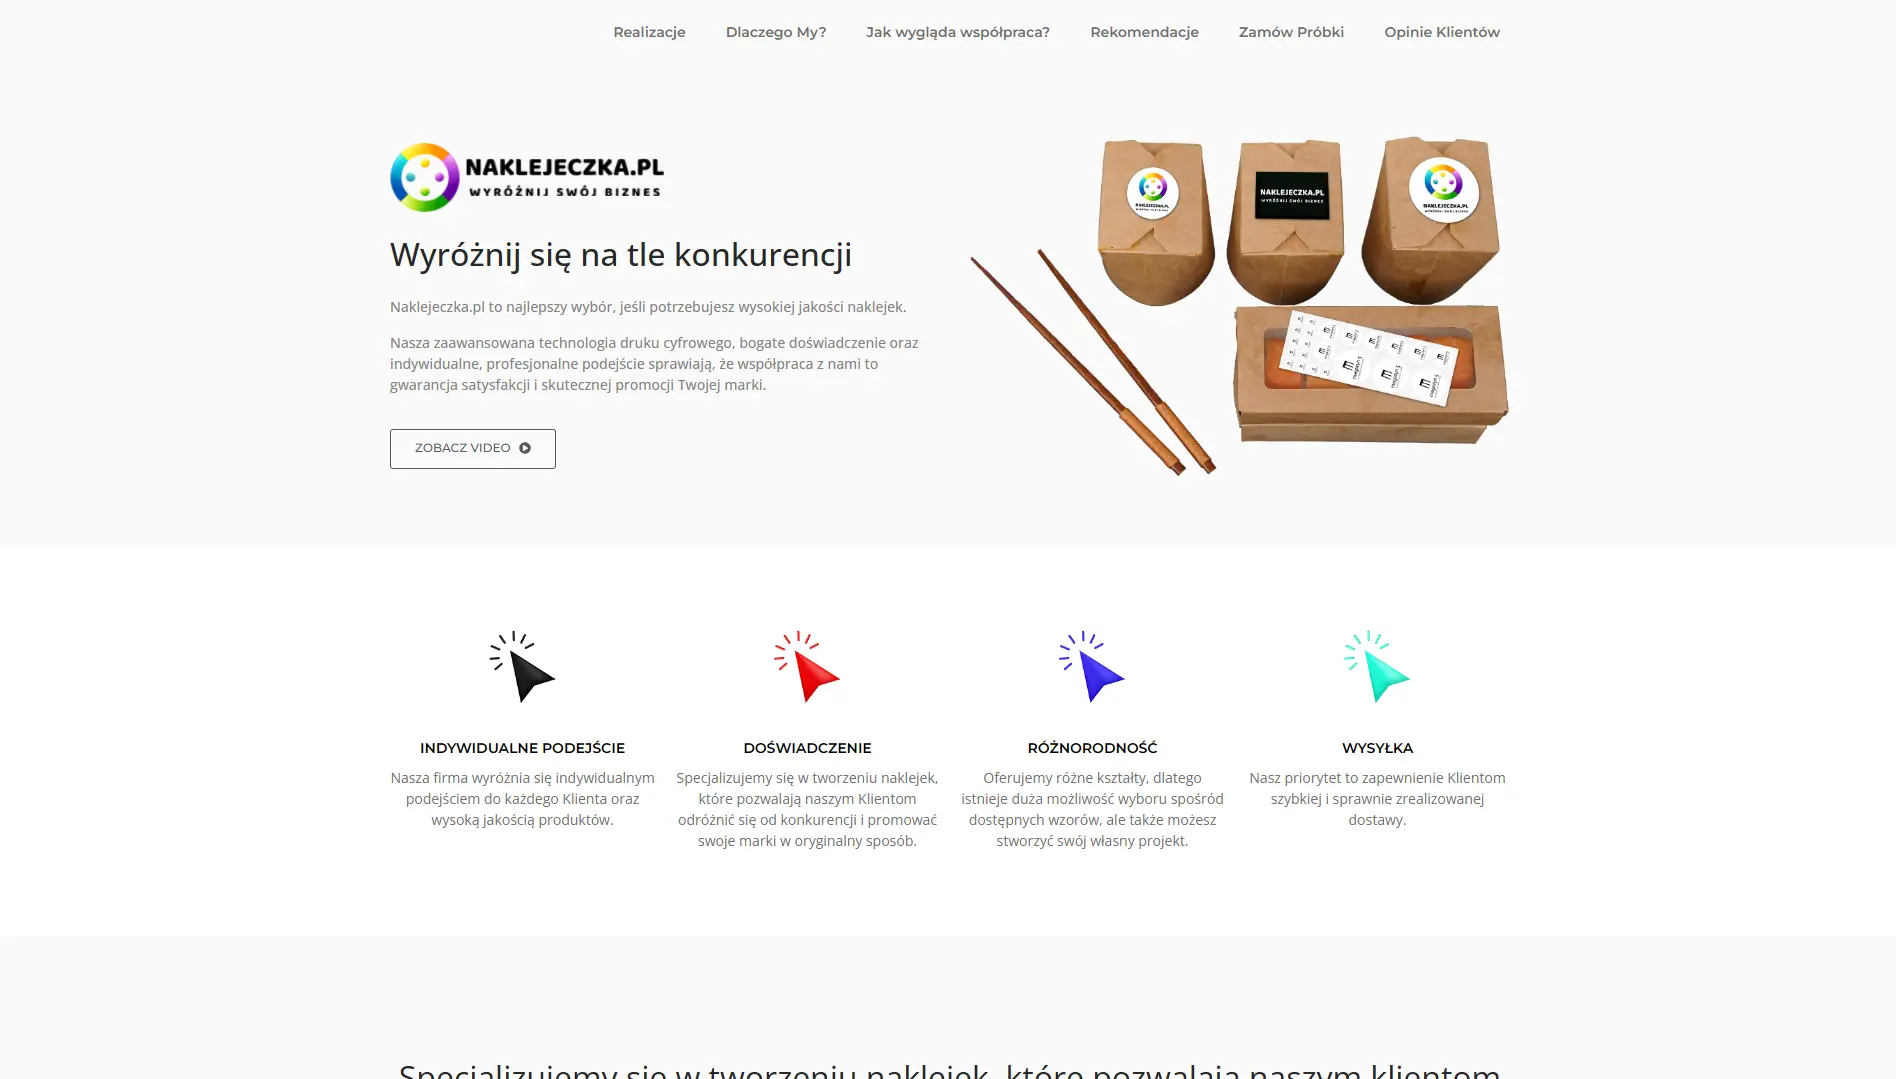 Realizacje
Dlaczego My?
Jak wygląda współpraca?
Rekomendacje
Zamów Próbki
Opinie Klientów
NAKLEJECZKA.PL
WYRÓŻNIJ SWÓJ BIZNES
Wyróżnij się na tle konkurencji
Naklejeczka.pl to najlepszy wybór, jeśli potrzebujesz wysokiej jakości naklejek.
Nasza zaawansowana technologia druku cyfrowego, bogate doświadczenie oraz
indywidualne, profesjonalne podejście sprawiają, że współpraca z nami to
gwarancja satysfakcji i skutecznej promocji Twojej marki.
ZOBACZ VIDEO
NAKLEJECZKA.PL
WYRÓŻNIJ SWÓJ BIZNES
NAKLEJECZKA.PL
WYRÓŻNIJ SWÓJ BIZNES
NAKLEJECZKA.PL
WYRÓŻNIJ SWÓJ BIZNES
INDYWIDUALNE PODEJŚCIE
Nasza firma wyróżnia się indywidualnym
podejściem do każdego Klienta oraz
wysoką jakością produktów.
DOŚWIADCZENIE
Specjalizujemy się w tworzeniu naklejek,
które pozwalają naszym Klientom
odróżnić się od konkurencji i promować
swoje marki w oryginalny sposób.
RÓŻNORODNOŚĆ
Oferujemy różne kształty, dlatego
istnieje duża możliwość wyboru spośród
dostępnych wzorów, ale także możesz
stworzyć swój własny projekt.
WYSYŁKA
Nasz priorytet to zapewnienie Klientom
szybkiej i sprawnie zrealizowanej
dostawy.
Specjalizujemy się w tworzeniu naklejek, które pozwalają naszym klientom